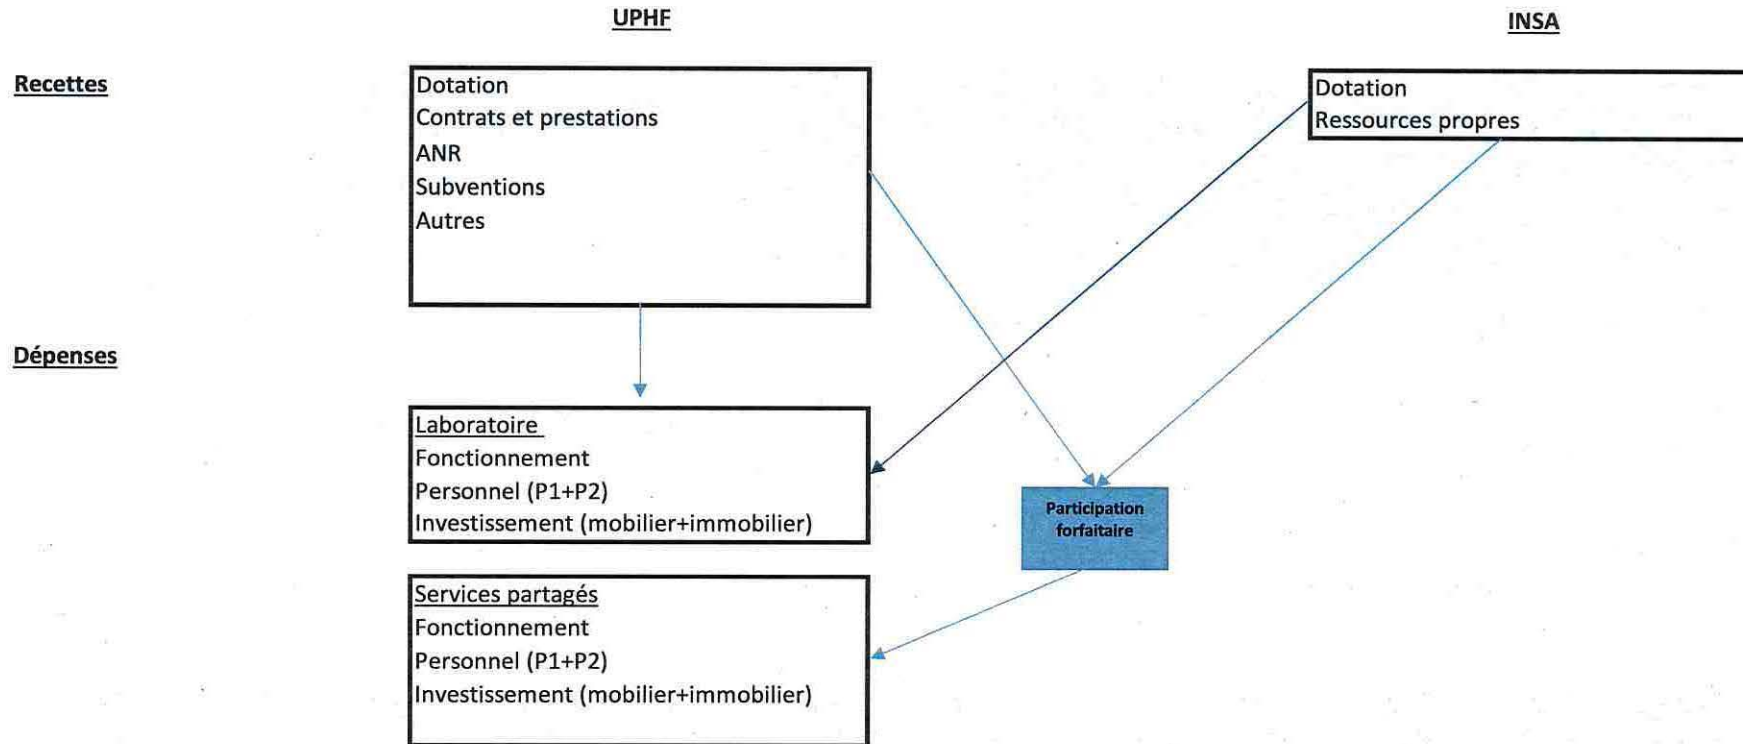 UPHF
INSA
Recettes
Dotation
Contrats et prestations
ANR
Subventions
Autres
Dotation
Ressources propres
Dépenses
Laboratoire
Fonctionnement
Personnel (P1+P2)
Investissement (mobilier+immobilier)
Participation
forfaitaire
Services partagés
Fonctionnement
Personnel (P1+P2)
Investissement (mobilier+immobilier)